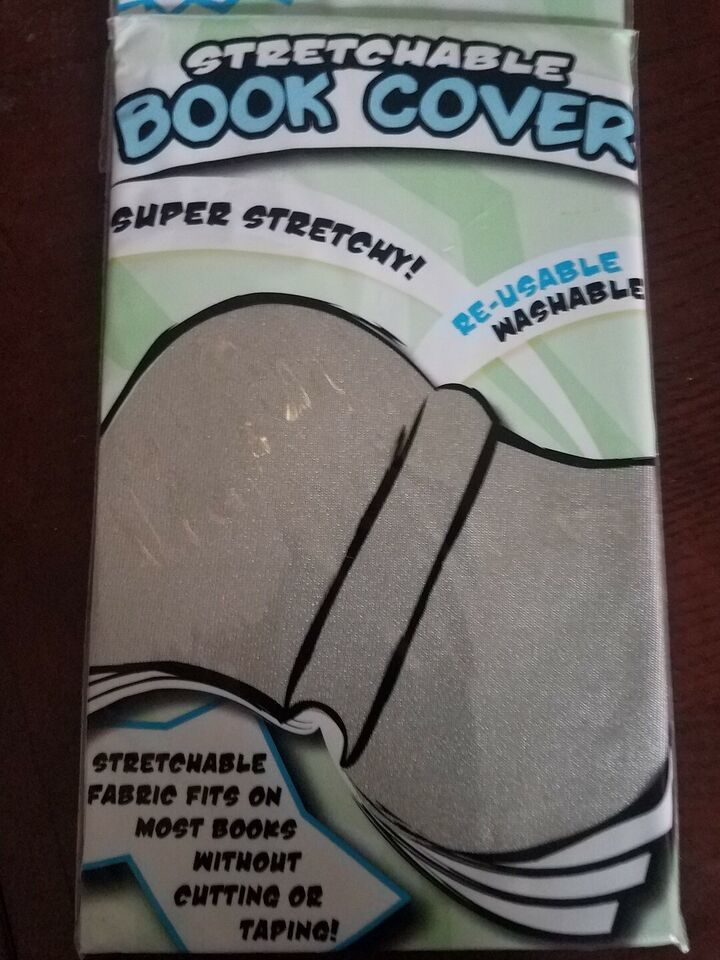 STRETCHABLE
BOOK COVER
SUPER STRETCHY!
RE-USABLE
WASHABLE
STRETCHABLE
FABRIC FITS ON
MOST BOOKS
WITHOUT
CUTTING OR
TAPING!